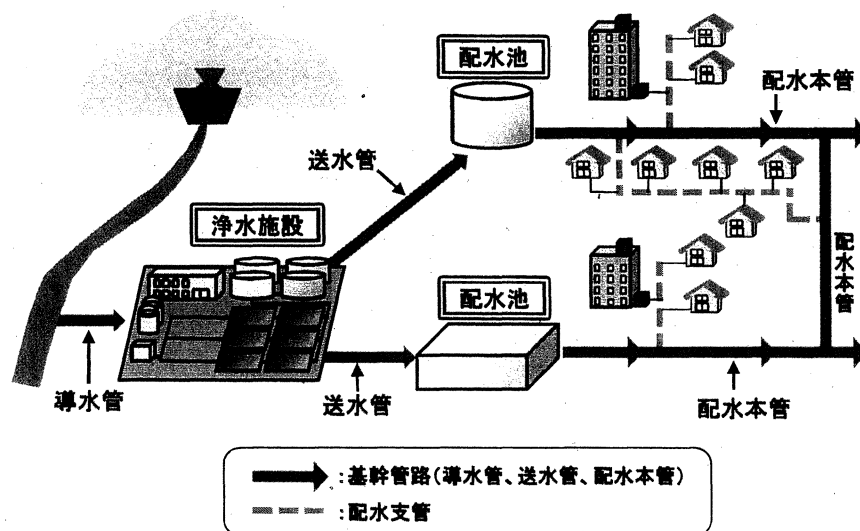 配水池
配水本管
送水管
浄水施設
配水本管
配水池
導水管
送水管
配水本管
:基幹管路(導水管、送水管、配水本管)
:配水支管